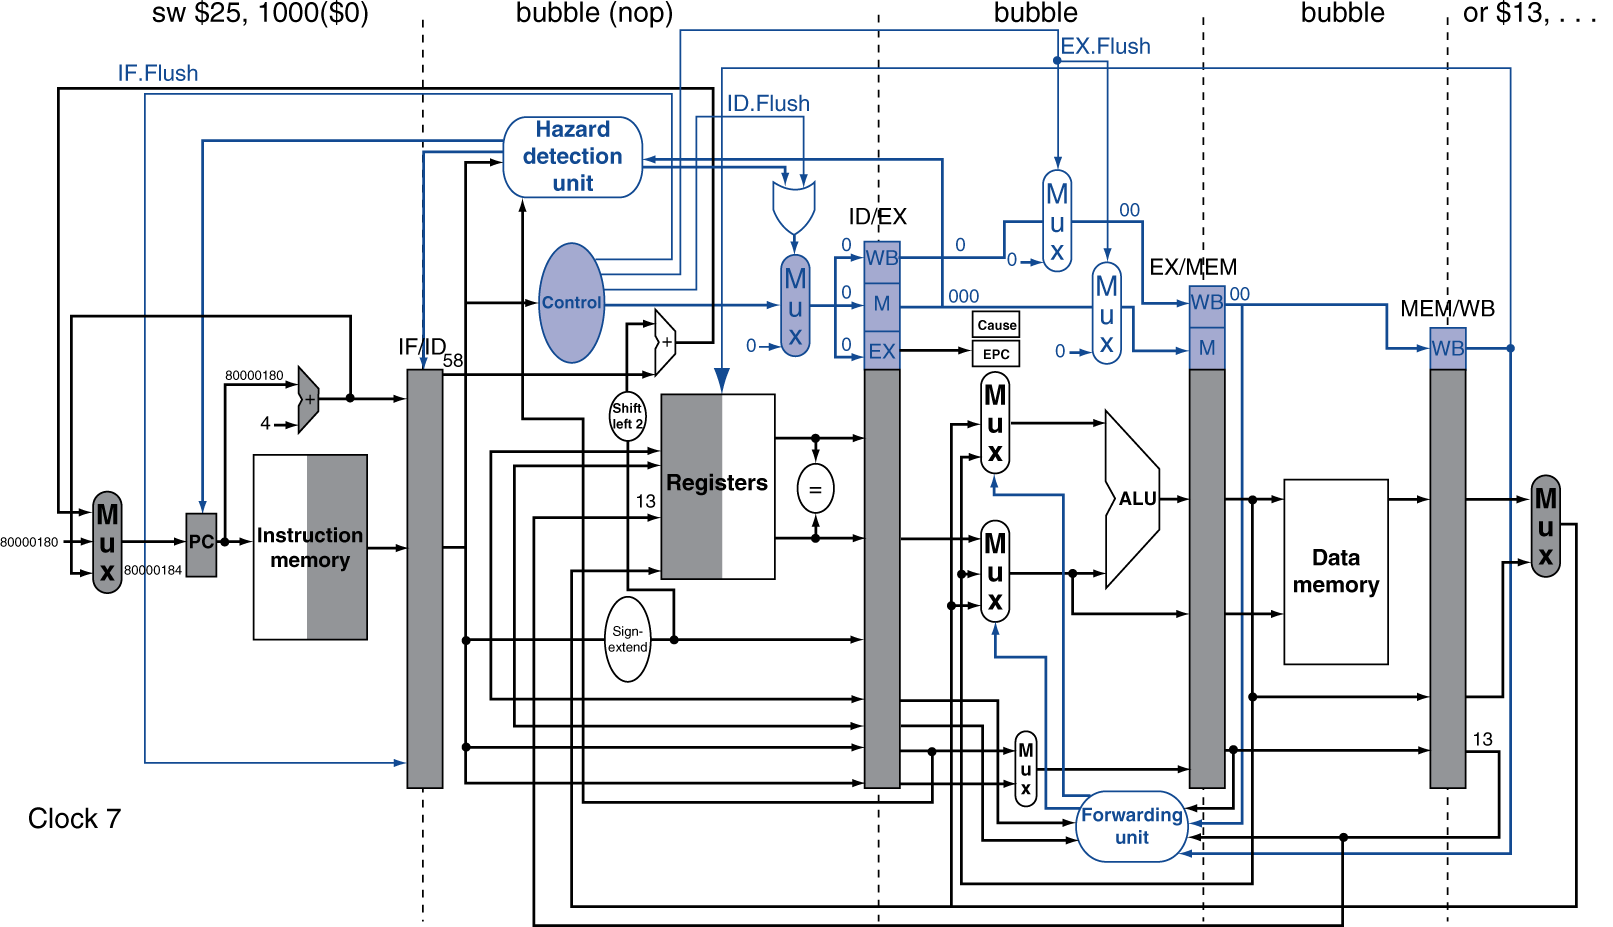 sw $25, 1000($0)
bubble (nop)
bubble
bubble
or $13, . . .
EX.Flush
IF.Flush
ID.Flush
Hazard
detection
unit
ID/EX
EX/MEM
MEM/WB
IF/ID
58
Control
M
u
x
0
0
0
0
WB
M
EX
0
000
Cause
EPC
M
u
x
0
00
M
u
x
0
WB
M
00
WB
80000180
4
+
+
Shift
left 2
Registers
13
=
M
u
x
M
u
x
ALU
M
u
x
80000180
80000184
PC
Instruction
memory
Data
memory
M
u
x
Sign-
extend
M
u
x
13
Forwarding
unit
Clock 7